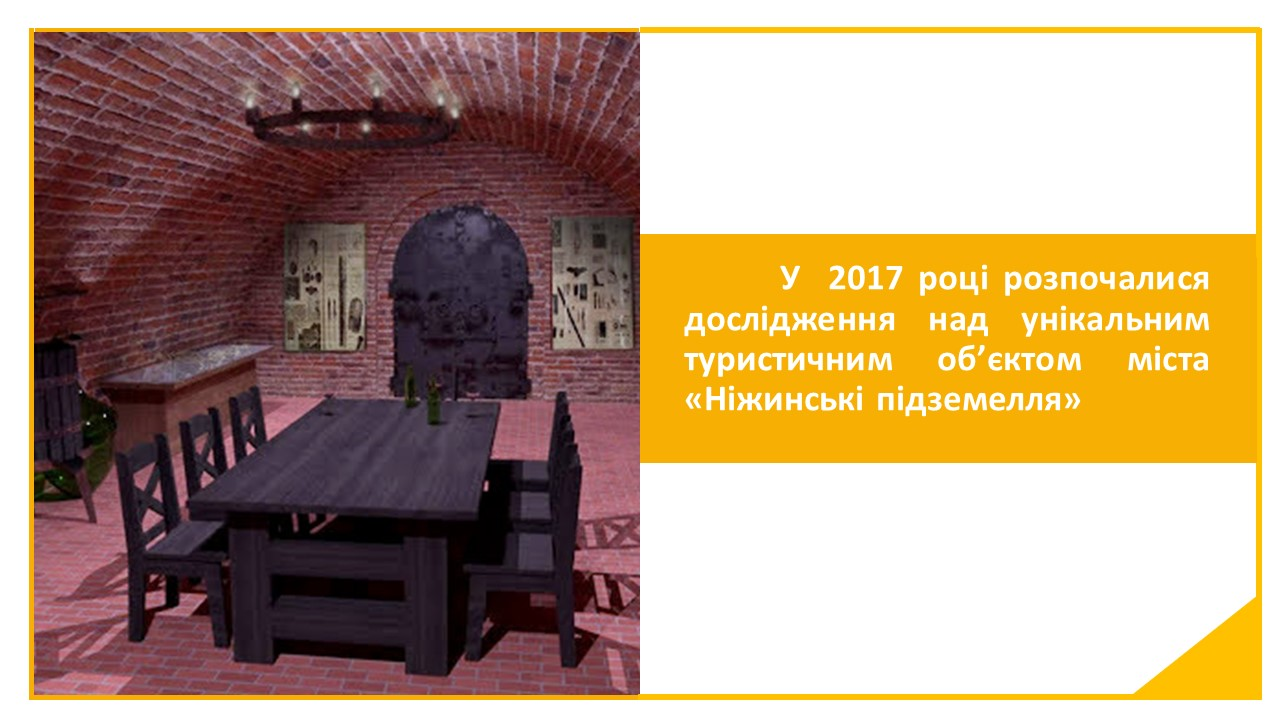 У 2017 році розпочалися
дослідження над унікальним
туристичним об’єктом міста
«Ніжинські підземелля»